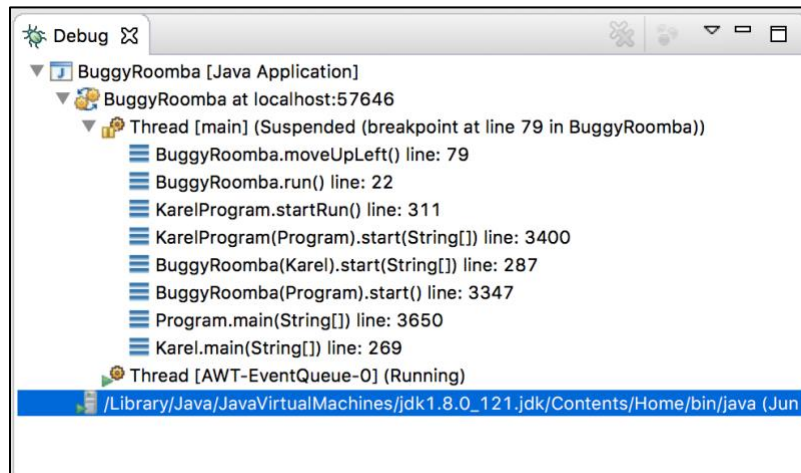 Debug
BuggyRoomba [Java Application]
BuggyRoomba at localhost:57646
Thread [main] (Suspended (breakpoint at line 79 in BuggyRoomba))
BuggyRoomba.moveUpLeft() line: 79
BuggyRoomba.run() line: 22
KarelProgram.startRun() line: 311
KarelProgram(Program).start(String[]) line: 3400
BuggyRoomba(Karel).start(String[]) line: 287
BuggyRoomba(Program).start() line: 3347
Program.main(String[]) line: 3650
Karel.main(String[]) line: 269
Thread [AWT-EventQueue-0] (Running)
/Library/Java/JavaVirtualMachines/jdk1.8.0_121.jdk/Contents/Home/bin/java (Jun